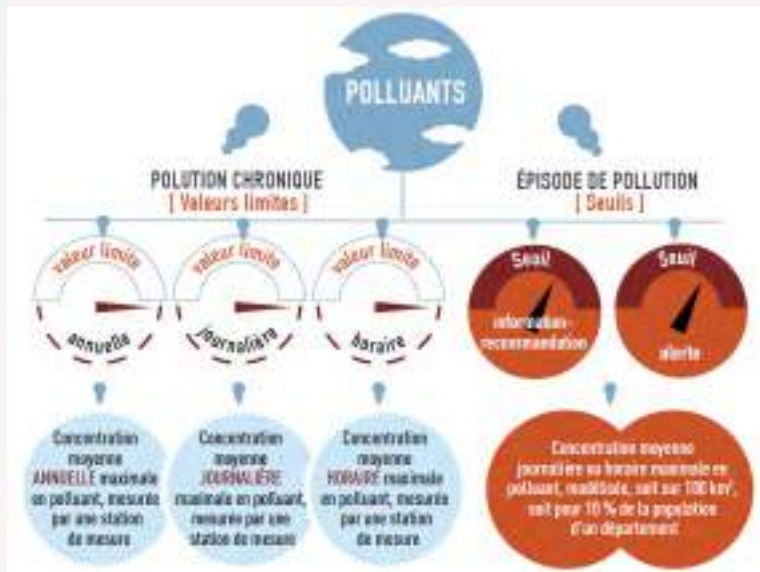 POLLUANTS
POLUTION CHRONIQUE
[ Valeurs limites ]
ÉPISODE DE POLLUTION
[ Seuils ]
valeur limite
annuelle
valeur limite
journalière
valeur limite
horaire
Seuil
information-
recommandation
Seuil
alerte
Concentration
moyenne
ANNUELLE maximale
en polluant, mesurée
par une station
de mesure
Concentration
moyenne
JOURNALIÈRE
maximale en polluant,
mesurée par une
station de mesure
Concentration
moyenne
HORAIRE maximale
en polluant, mesurée
par une station
de mesure
Concentration moyenne
journalière ou horaire maximale en
polluant, modélisée, soit sur 100 km²,
soit pour 10 % de la population
d'un département